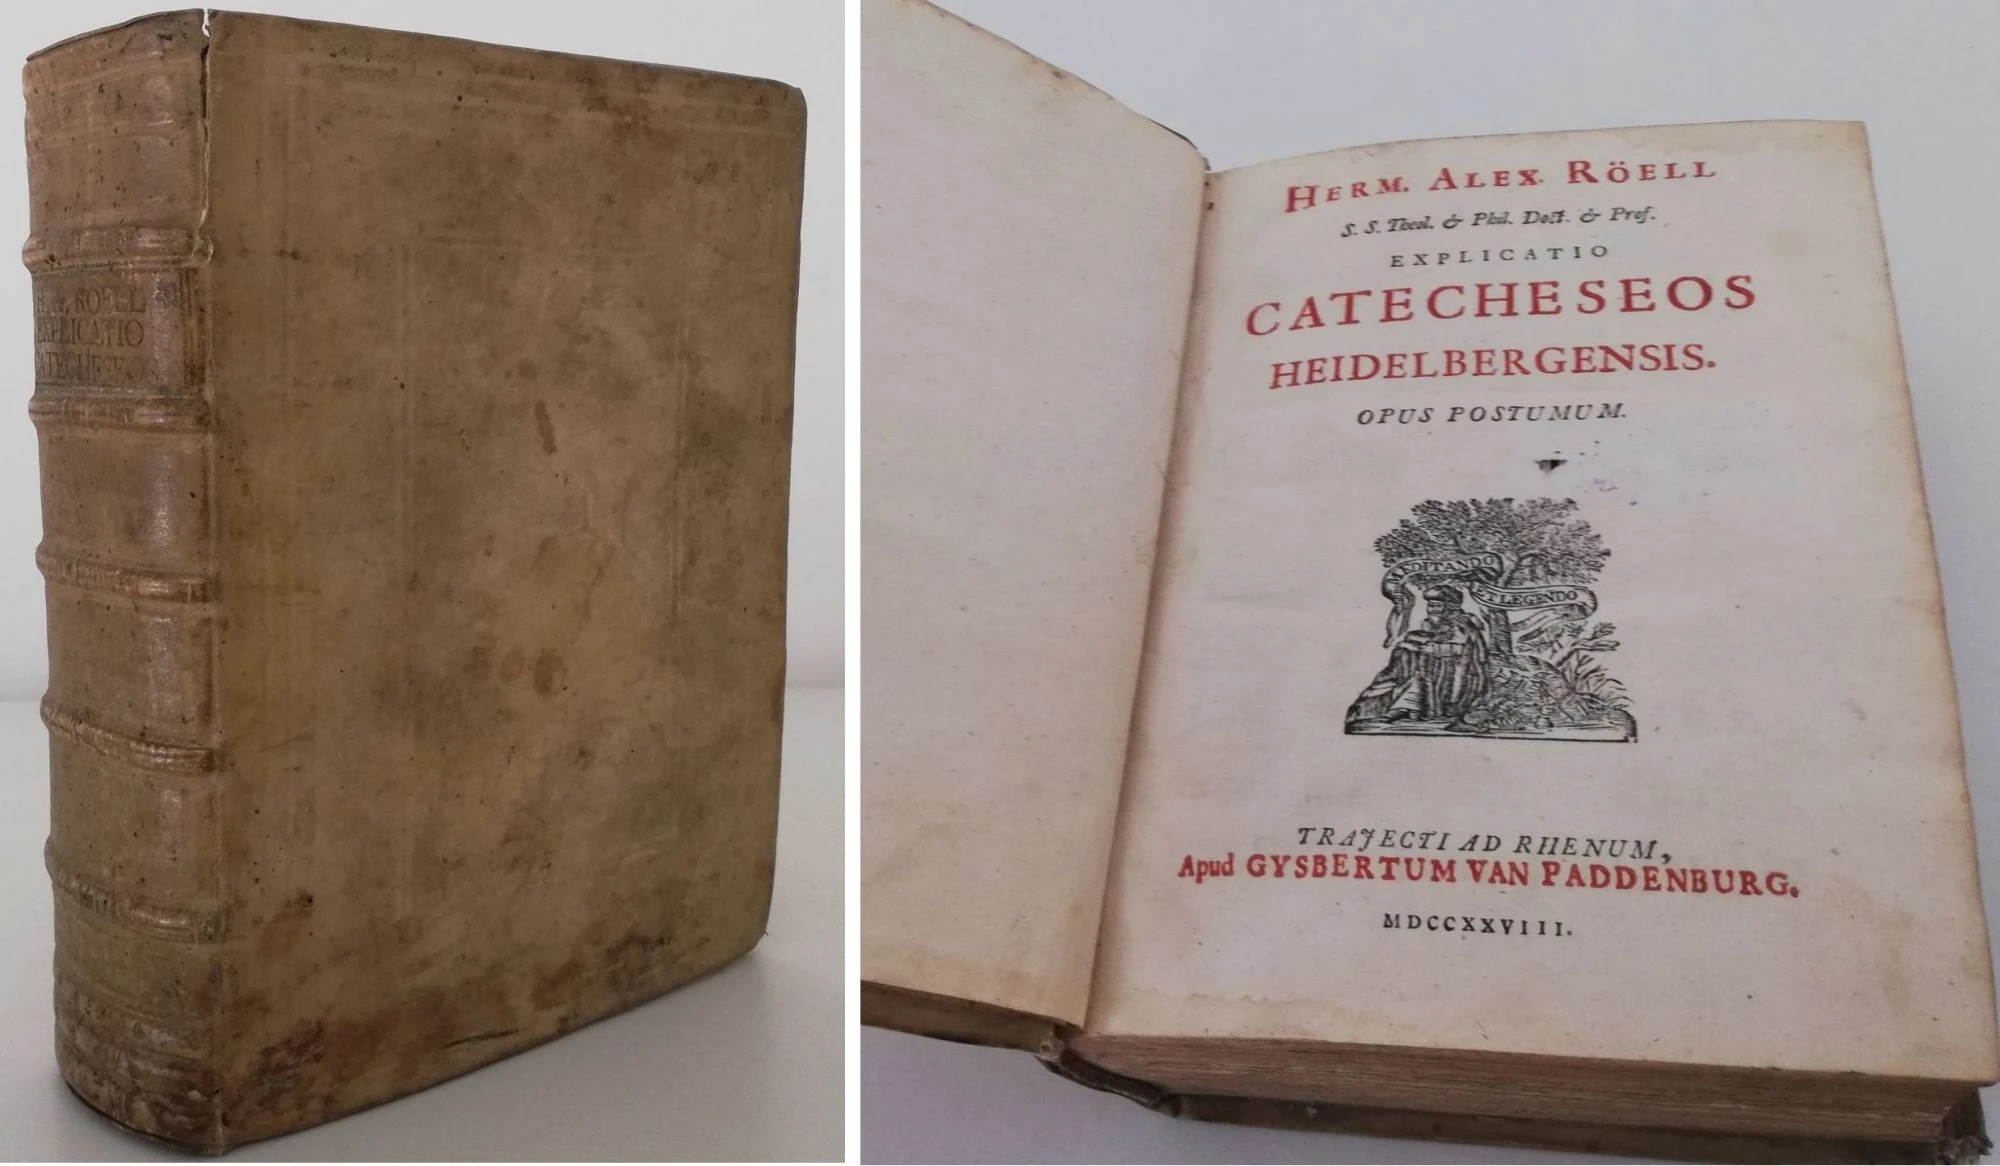 H. A. RÖELL
EXPLICATIO
CATECHESEOS
HERM. ALEX. RÖELL
S. S. Theol. & Phil. Doct. & Prof.
EXPLICATIO
CATECHESEOS
HEIDELBERGENSIS.
OPUS POSTUMUM.
MEDITANDO
ET LEGENDO
TRAJECTI AD RHENUM,
Apud GYSBERTUM VAN PADDENBURG.
MDCCXXVIII.